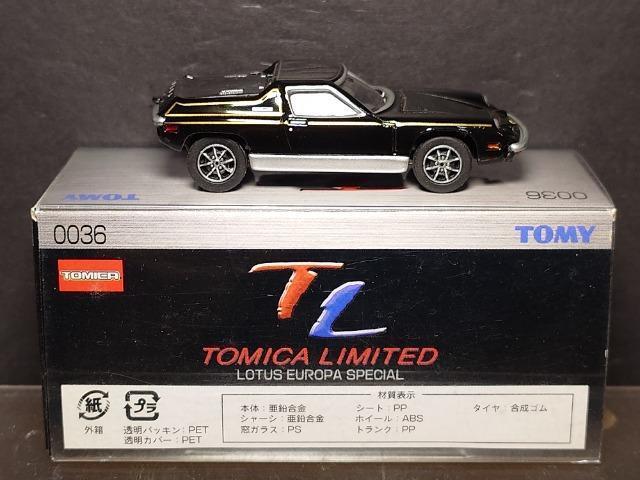 TOMY
0036
0036
TOMY
TOMICA
TL
TOMICA LIMITED
LOTUS EUROPA SPECIAL
材質表示
紙
プラ
本体：亜鉛合金
シート：PP
タイヤ：合成ゴム
シャーシ：亜鉛合金
ホイール：ABS
窓ガラス：PS
トランク：PP
外箱
透明パッキン：PET
透明カバー：PET